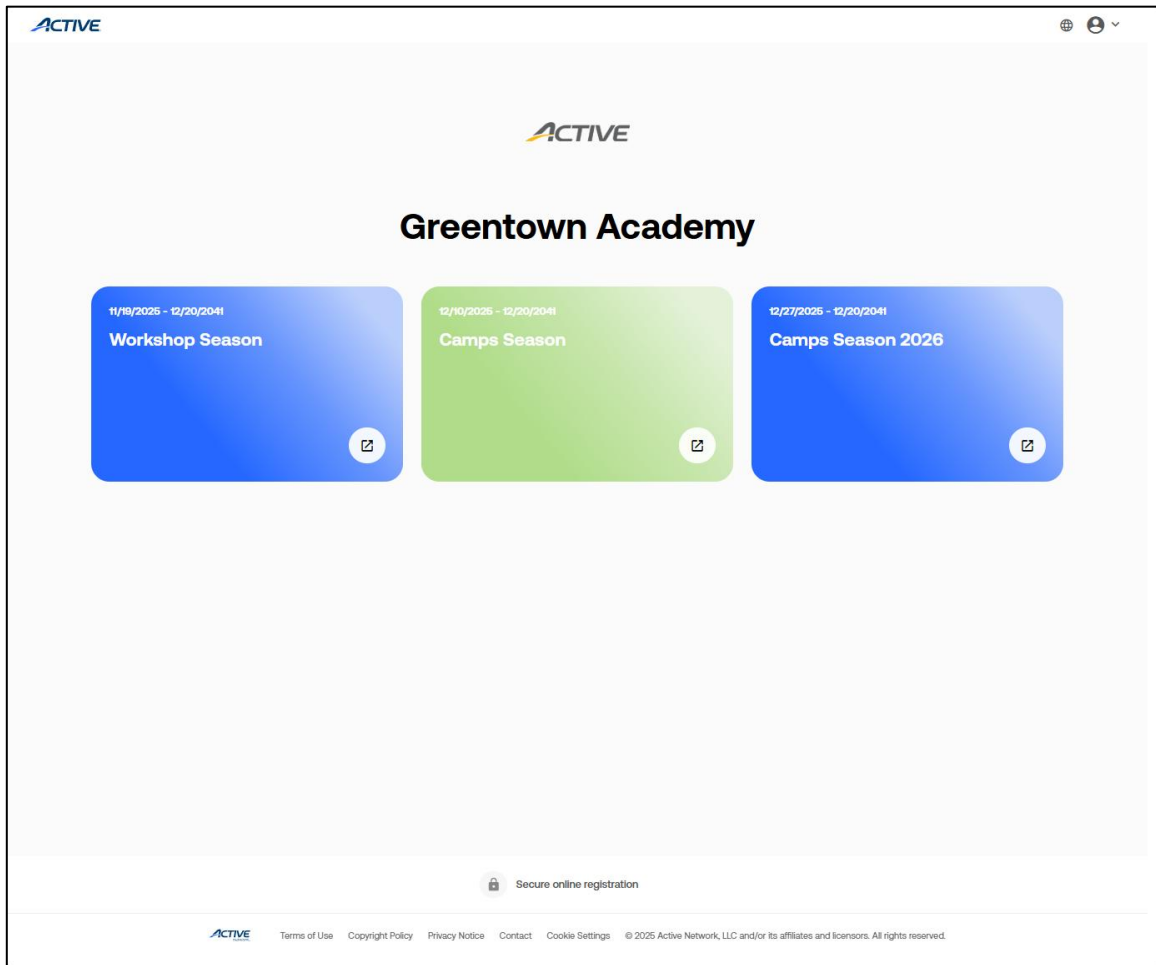 ACTIVE
ACTIVE
Greentown Academy
11/19/2025 - 12/20/2041
Workshop Season
12/10/2025 - 12/20/2041
Camps Season
12/27/2025 - 12/20/2041
Camps Season 2026
Secure online registration
ACTIVE Terms of Use Copyright Policy Privacy Notice Contact Cookie Settings © 2025 Active Network, LLC and/or its affiliates and licensors. All rights reserved.